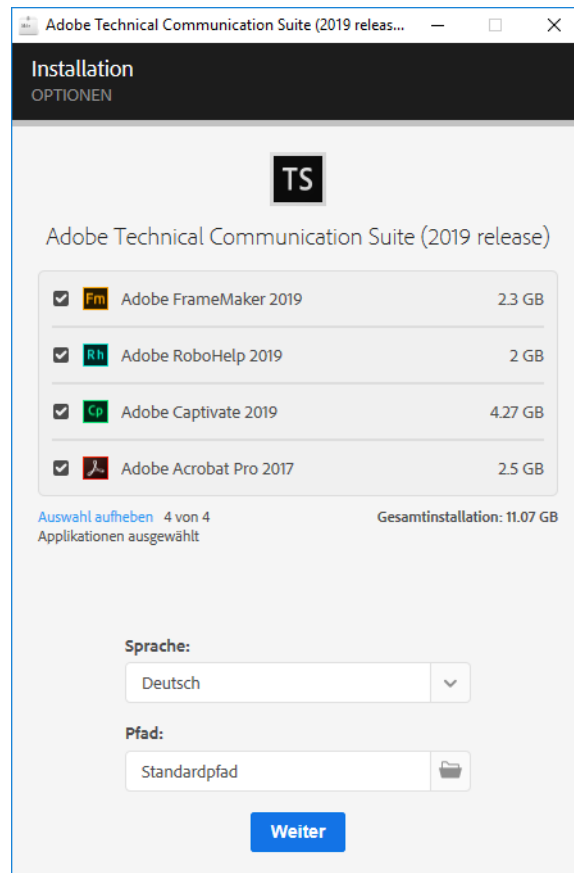 Adobe Technical Communication Suite (2019 releas...
Installation
OPTIONEN
TS
Adobe Technical Communication Suite (2019 release)
Fm Adobe FrameMaker 2019 2.3 GB
Rh Adobe RoboHelp 2019 2 GB
Cp Adobe Captivate 2019 4.27 GB
Adobe Acrobat Pro 2017 2.5 GB
Auswahl aufheben 4 von 4 Gesamtinstallation: 11.07 GB
Applikationen ausgewählt
Sprache:
Deutsch
Pfad:
Standardpfad
Weiter